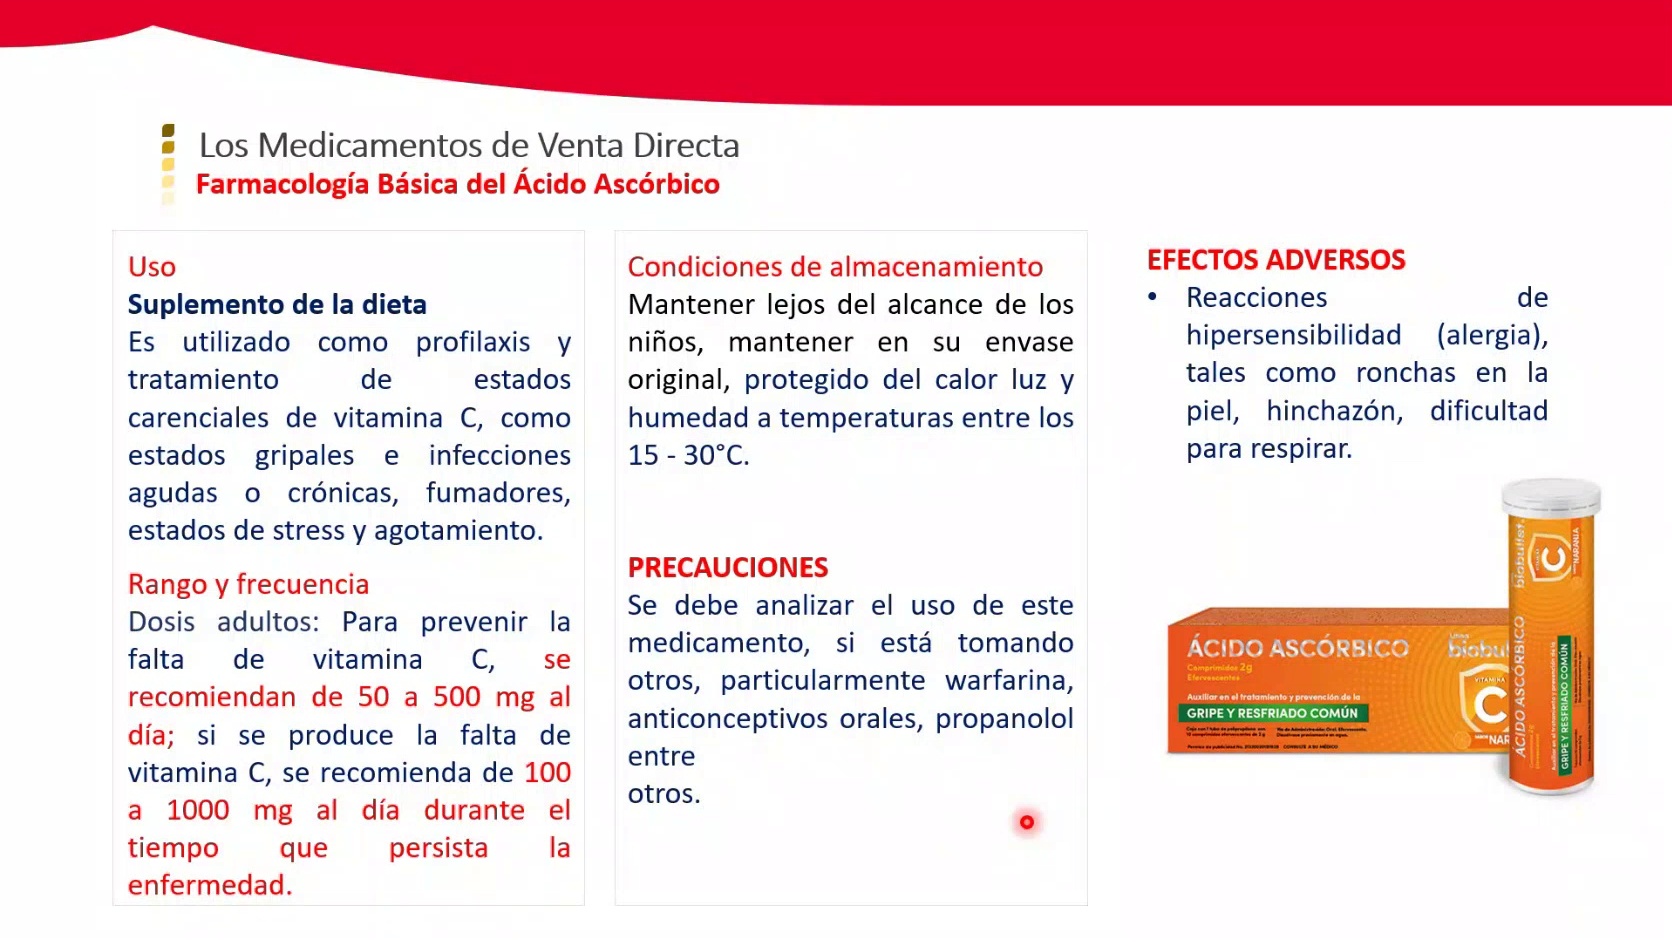 Los Medicamentos de Venta Directa
Farmacología Básica del Ácido Ascórbico
Uso
Suplemento de la dieta
Es utilizado como profilaxis y
tratamiento de estados
carenciales de vitamina C, como
estados gripales e infecciones
agudas o crónicas, fumadores,
estados de stress y agotamiento.
Rango y frecuencia
Dosis adultos: Para prevenir la
falta de vitamina C, se
recomiendan de 50 a 500 mg al
día; si se produce la falta de
vitamina C, se recomienda de 100
a 1000 mg al día durante el
tiempo que persista la
enfermedad.
Condiciones de almacenamiento
Mantener lejos del alcance de los
niños, mantener en su envase
original, protegido del calor luz y
humedad a temperaturas entre los
15 - 30°C.
PRECAUCIONES
Se debe analizar el uso de este
medicamento, si está tomando
otros, particularmente warfarina,
anticonceptivos orales, propanolol
entre
otros.
EFECTOS ADVERSOS
• Reacciones de
hipersensibilidad (alergia),
tales como ronchas en la
piel, hinchazón, dificultad
para respirar.
ÁCIDO ASCÓRBICO
Comprimidos 2g
Efervescentes
Auxiliar en el tratamiento y prevención de la
GRIPE Y RESFRIADO COMÚN
VITAMINA
C
biobullet
C
NARANJA
ÁCIDO ASCÓRBICO
GRIPE Y RESFRIADO COMÚN